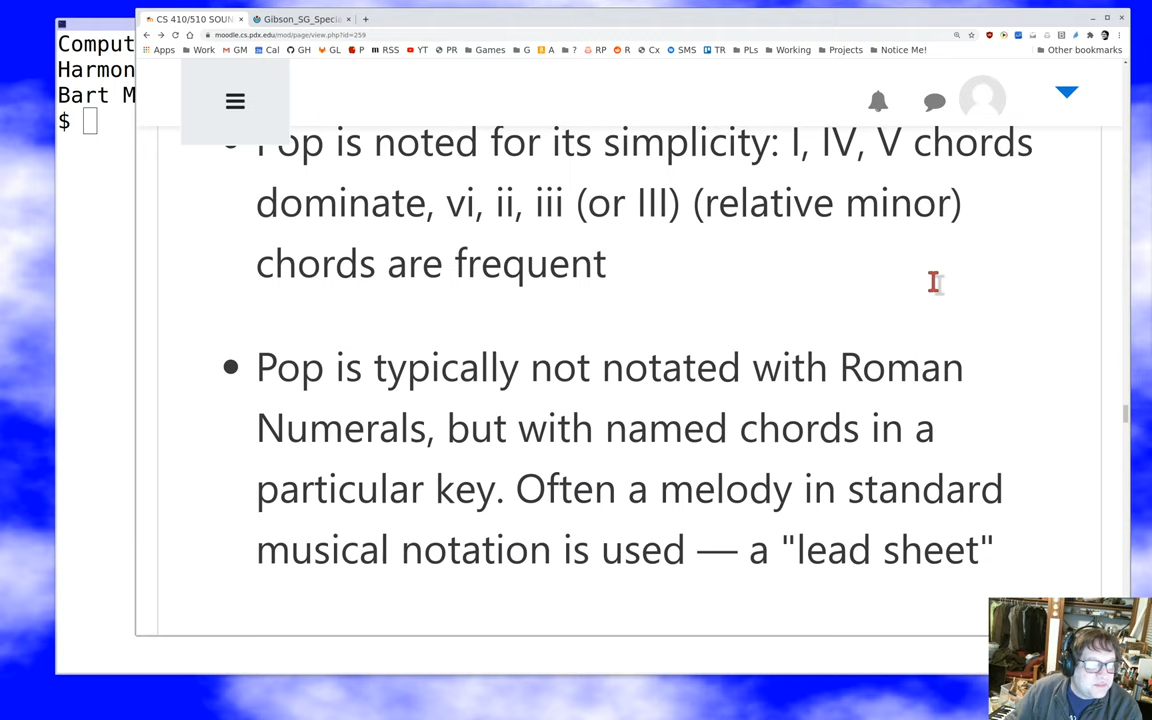 CS 410/510 SOUN
Gibson_SG_Specia
moodle.cs.pdx.edu/mod/page/view.php?id=259
Apps Work GM Cal GH GL P RSS YT PR Games G A ? RP R Cx SMS TR PLs Working Projects Notice Me! Other bookmarks
Comput
Harmon
Bart M
$
Pop is noted for its simplicity: I, IV, V chords
dominate, vi, ii, iii (or III) (relative minor)
chords are frequent
Pop is typically not notated with Roman
Numerals, but with named chords in a
particular key. Often a melody in standard
musical notation is used — a "lead sheet"